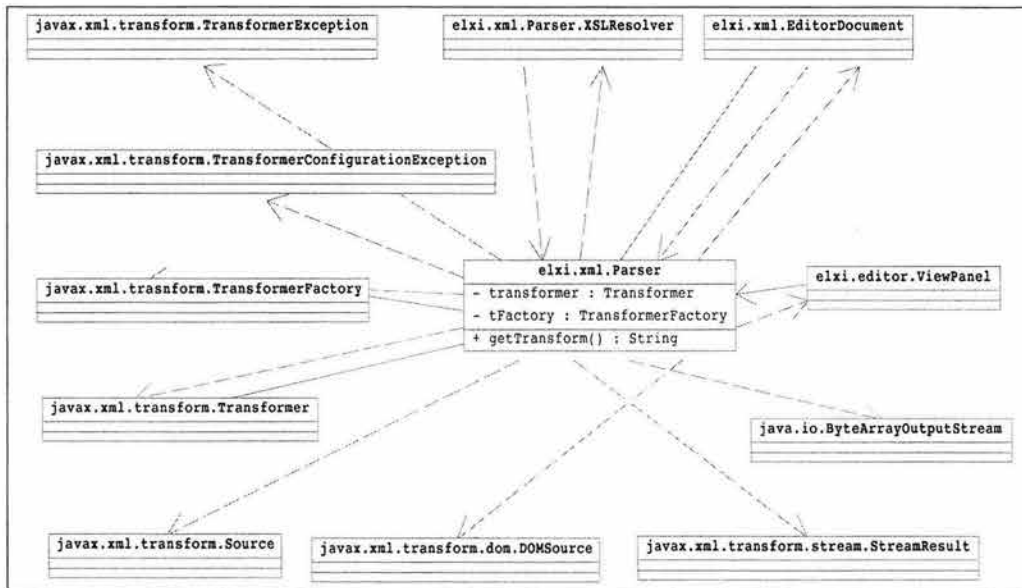 javax.xml.transform.TransformerException
elxi.xml.Parser.XSLResolver
elxi.xml.EditorDocument
javax.xml.transform.TransformerConfigurationException
elxi.xml.Parser
- transformer : Transformer
- tFactory : TransformerFactory
+ getTransform() : String
elxi.editor.ViewPanel
javax.xml.trasnform.TransformerFactory
javax.xml.transform.Transformer
java.io.ByteArrayOutputStream
javax.xml.transform.Source
javax.xml.transform.dom.DOMSource
javax.xml.transform.stream.StreamResult